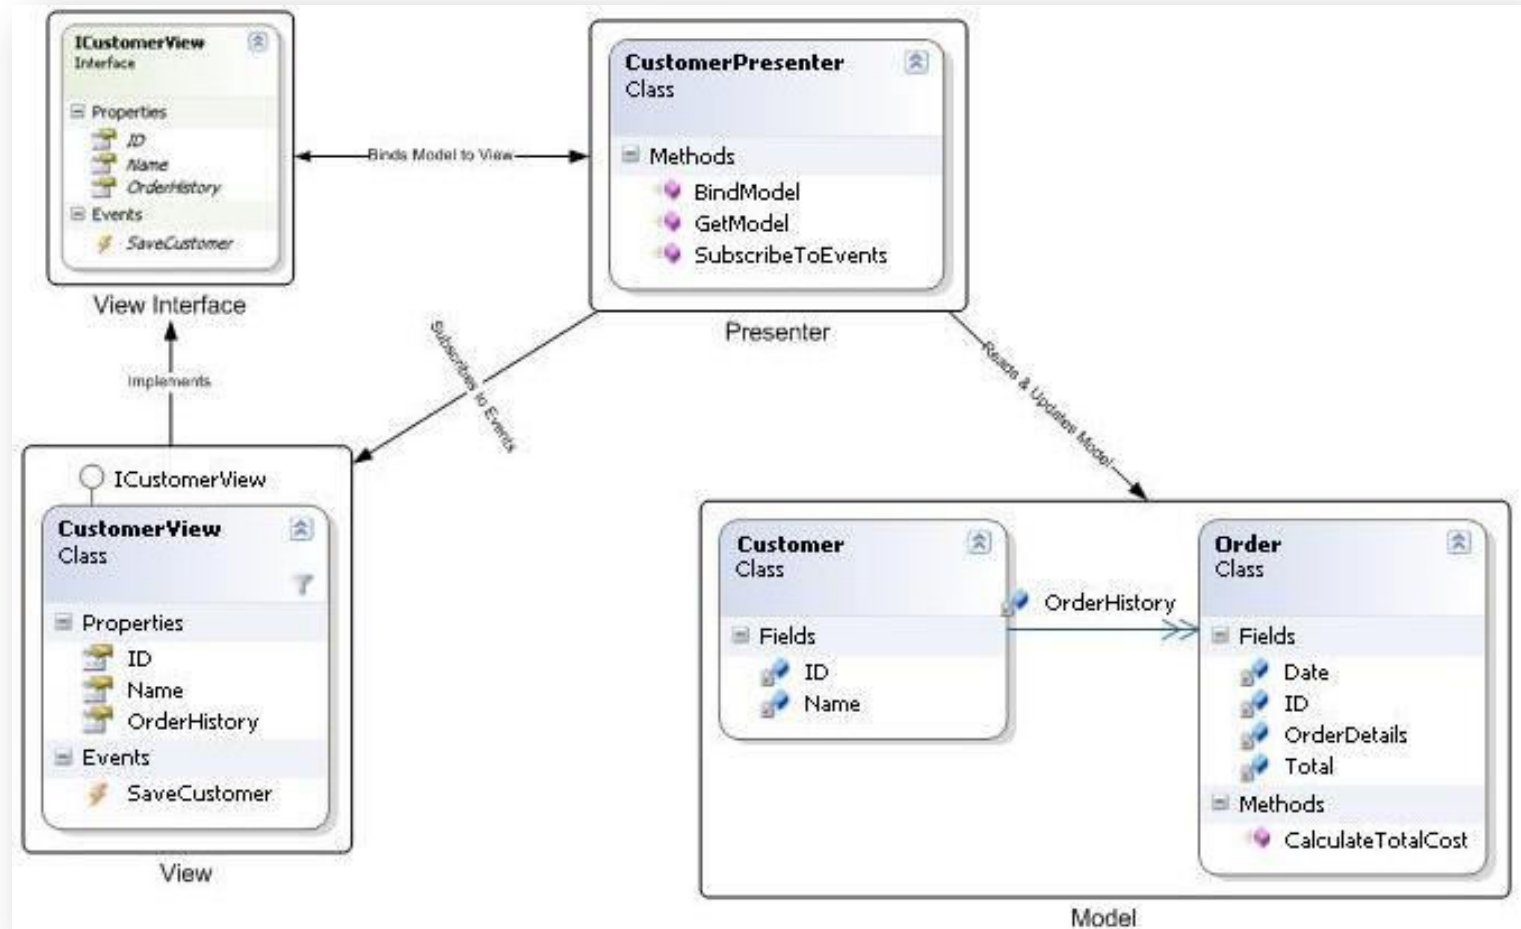 ICustomerView
Interface
Properties
ID
Name
OrderHistory
Events
SaveCustomer
View Interface
Binds Model to View
CustomerPresenter
Class
Methods
BindModel
GetModel
SubscribeToEvents
Presenter
Implements
Subscribes to Events
Reads & Updates Model
ICustomerView
CustomerView
Class
Properties
ID
Name
OrderHistory
Events
SaveCustomer
View
Customer
Class
Fields
ID
Name
OrderHistory
Order
Class
Fields
Date
ID
OrderDetails
Total
Methods
CalculateTotalCost
Model